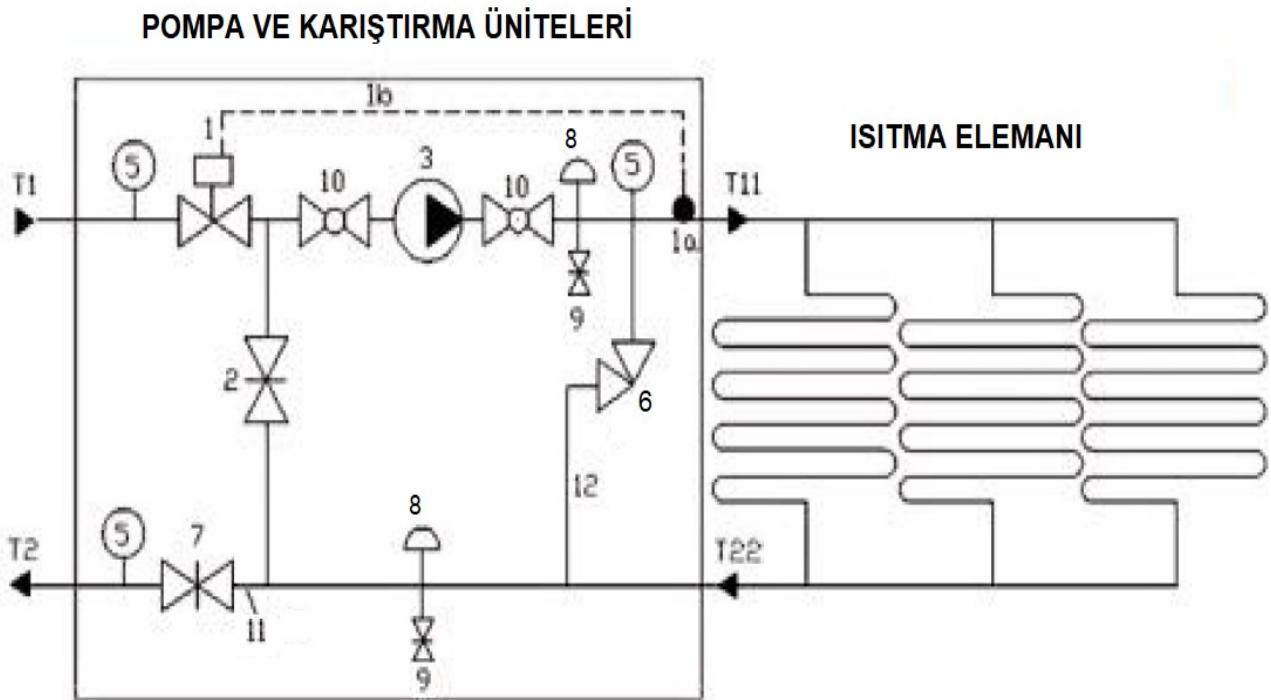 POMPA VE KARIŞTIRMA ÜNİTELERİ
ISITMA ELEMANI
1b
1
5
3
8
5
T1
10
10
T11
1a
9
2
6
12
8
5
7
T2
T22
11
9